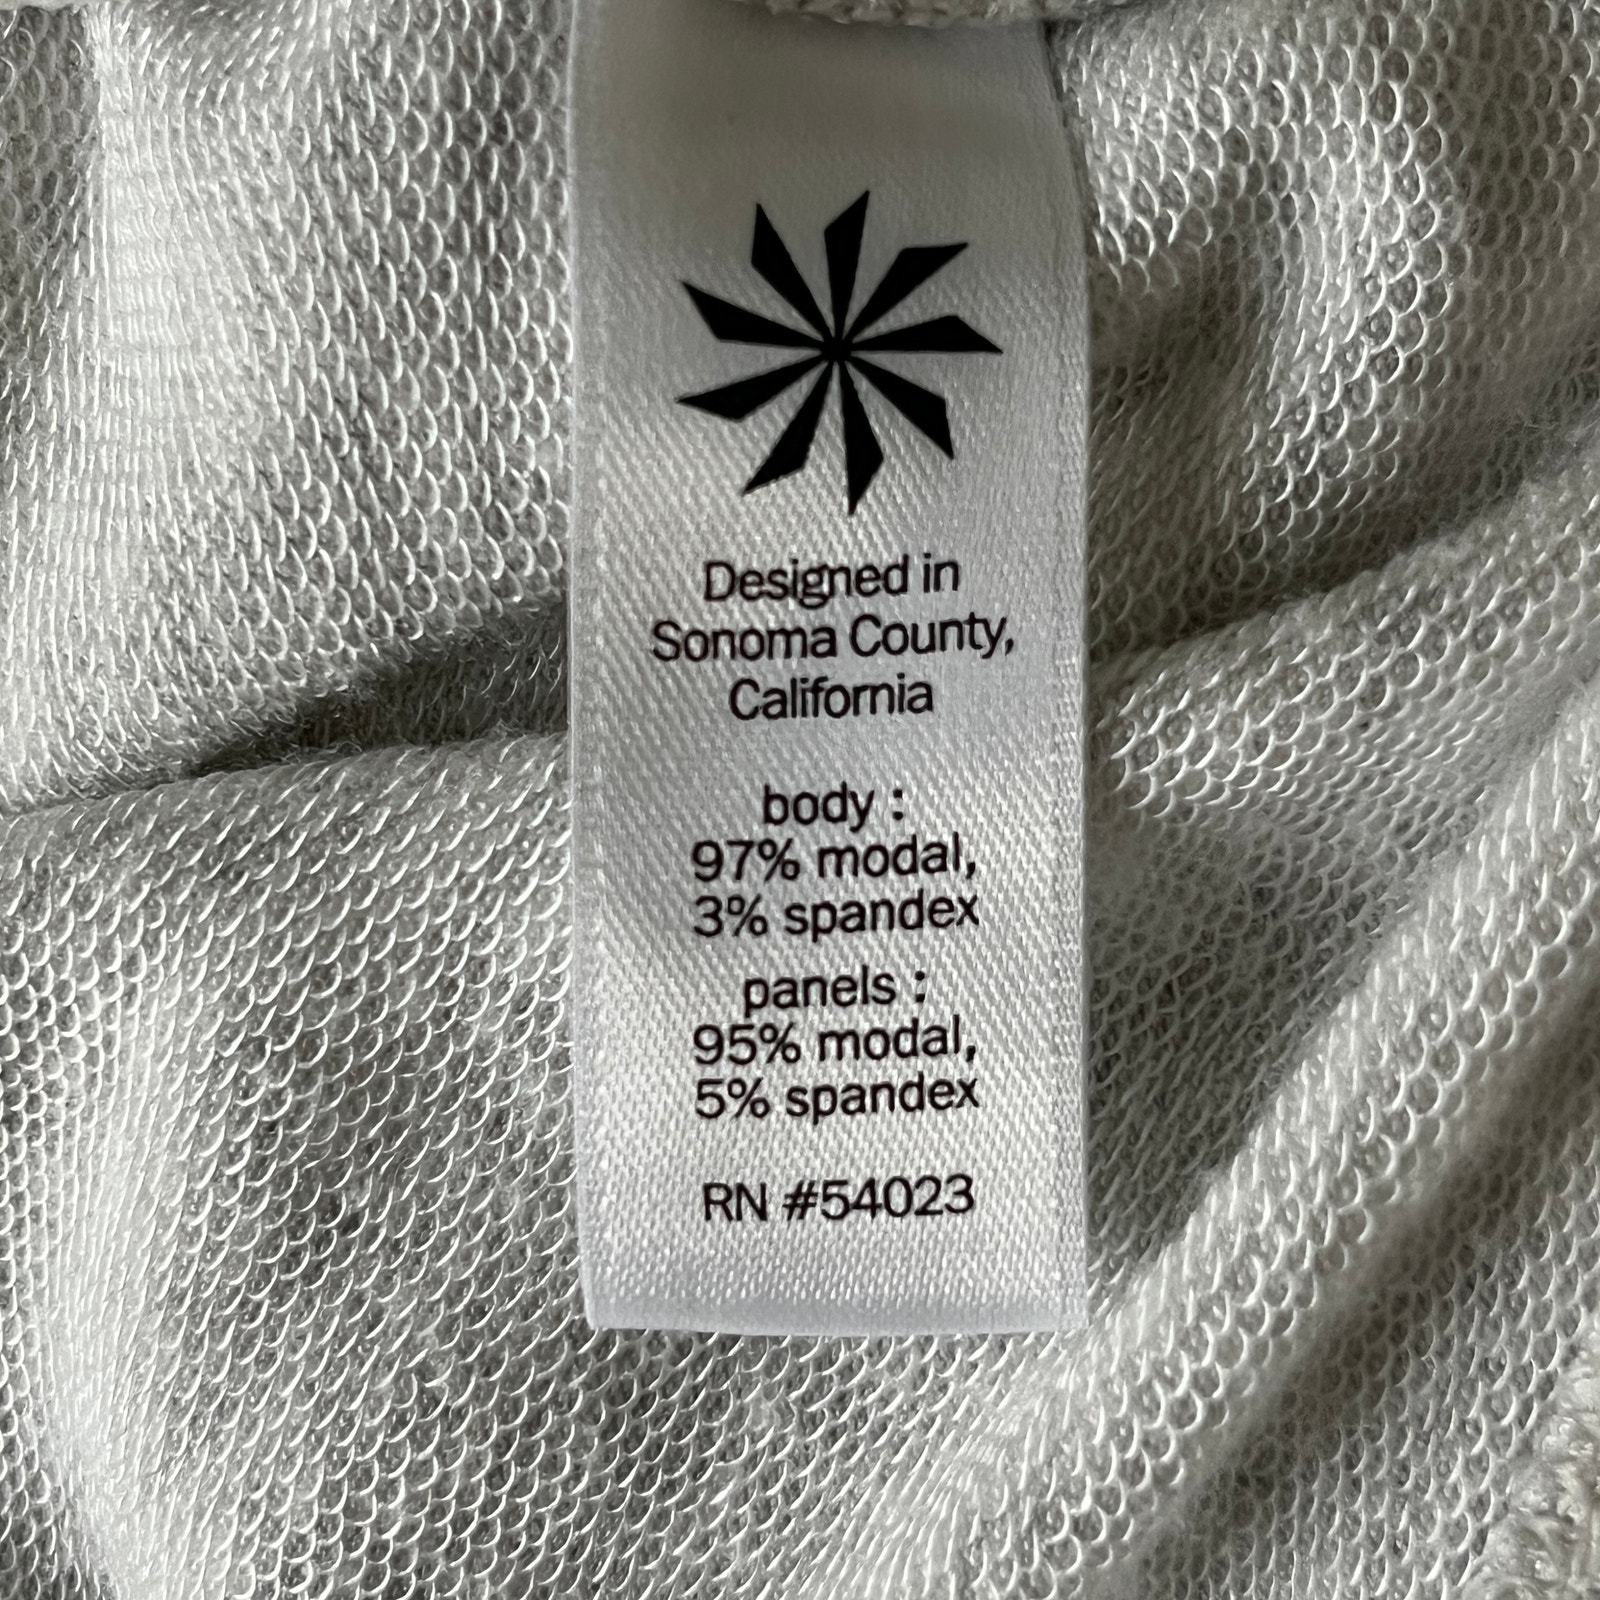 Designed in
Sonoma County,
California
body :
97% modal,
3% spandex
panels :
95% modal,
5% spandex
RN #54023